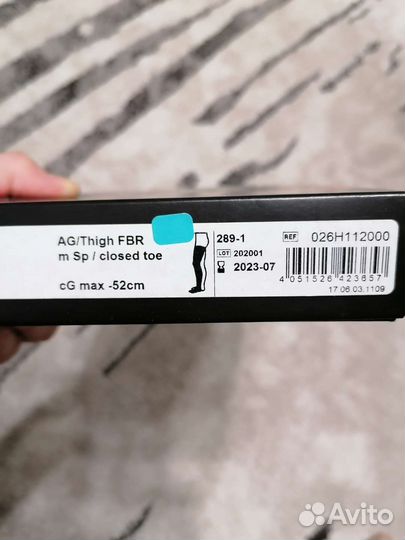 AG/Thigh FBR
m Sp / closed toe
cG max -52cm
289-1
LOT 202001
2023-07
REF 026H112000
4 051526 423657
17 06 03.1109
Avito